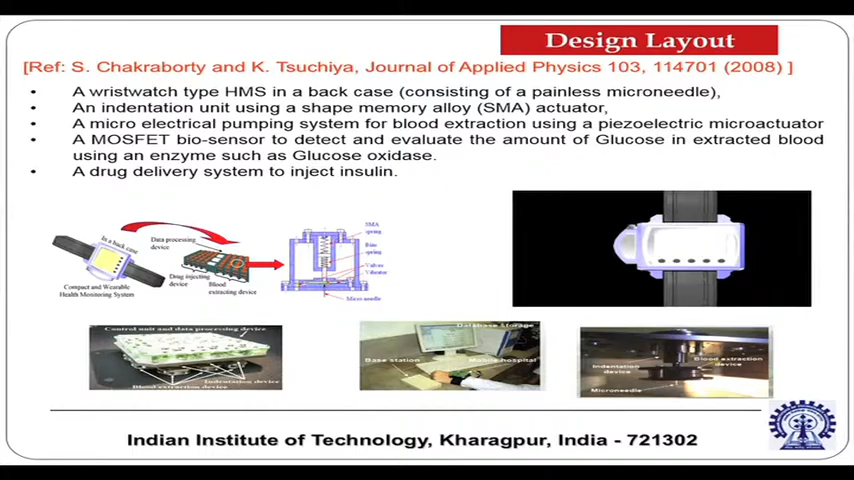 Design Layout
[Ref: S. Chakraborty and K. Tsuchiya, Journal of Applied Physics 103, 114701 (2008) ]
• A wristwatch type HMS in a back case (consisting of a painless microneedle),
• An indentation unit using a shape memory alloy (SMA) actuator,
• A micro electrical pumping system for blood extraction using a piezoelectric microactuator
• A MOSFET bio-sensor to detect and evaluate the amount of Glucose in extracted blood
using an enzyme such as Glucose oxidase.
• A drug delivery system to inject insulin.
In a back case
Data processing
device
Drug injecting
device
Blood
extracting device
Compact and Wearable
Health Monitoring System
SMA
spring
Bias
spring
Micro needle
Control unit and data processing device
Indentation device
Blood extraction device
Database storage
Base station
Mobile hospital
Indentation
device
Blood extraction
device
Microneedle
Indian Institute of Technology, Kharagpur, India - 721302